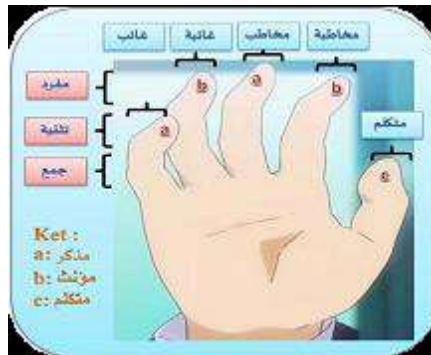 مخاطبة
مخاطب
غائبة
غائب
مفرد
تثنية
جمع
متكلم
b
a
b
a
c
Ket :
a: مذكر
b: مؤنث
c: متكلم